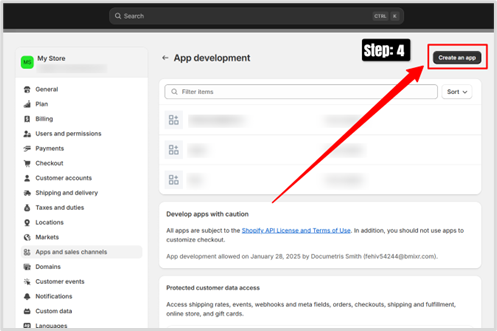 Search
CTRL K
MS
My Store
← App development
Step: 4
Create an app
General
Plan
Billing
Users and permissions
Payments
Checkout
Customer accounts
Shipping and delivery
Taxes and duties
Locations
Markets
Apps and sales channels
Domains
Customer events
Notifications
Custom data
Languages
Filter items
Sort
Develop apps with caution
All apps are subject to the Shopify API License and Terms of Use. In addition, you should not use apps to
customize checkout.
App development allowed on January 28, 2025 by Documetris Smith (fehiv54244@bmixr.com).
Protected customer data access
Access shipping rates, events, webhooks and meta fields, orders, checkouts, shipping and fulfillment,
online store, and gift cards.